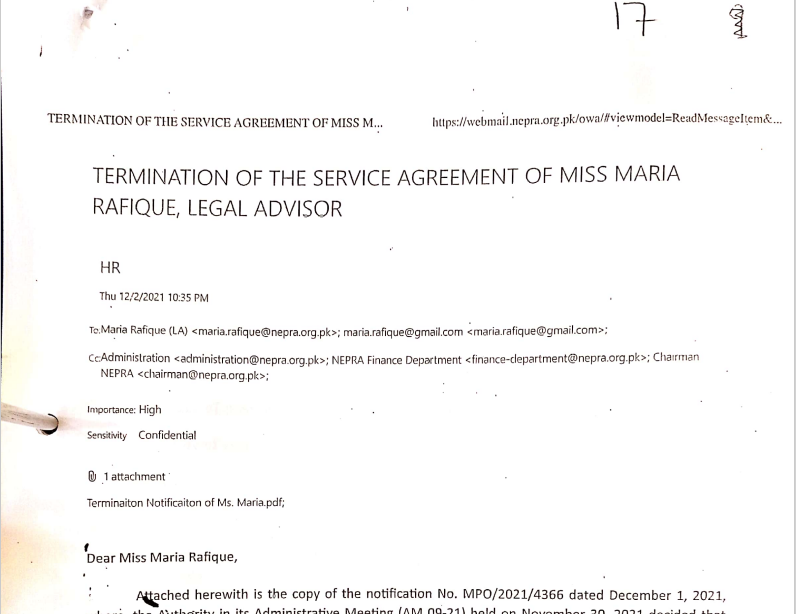 17
TERMINATION OF THE SERVICE AGREEMENT OF MISS M... https://webmail.nepra.org.pk/owa/#viewmodel=ReadMessageItem&...
TERMINATION OF THE SERVICE AGREEMENT OF MISS MARIA
RAFIQUE, LEGAL ADVISOR
HR
Thu 12/2/2021 10:35 PM
To: Maria Rafique (LA) <maria.rafique@nepra.org.pk>; maria.rafique@gmail.com <maria.rafique@gmail.com>;
Cc: Administration <administration@nepra.org.pk>; NEPRA Finance Department <finance-department@nepra.org.pk>; Chairman
NEPRA <chairman@nepra.org.pk>;
Importance: High
Sensitivity Confidential
1 attachment
Terminaiton Notificaiton of Ms. Maria.pdf;
Dear Miss Maria Rafique,
Attached herewith is the copy of the notification No. MPO/2021/4366 dated December 1, 2021,
the Authority in its Administrative Meeting (AM 09-21) held on November 30, 2021 decided that